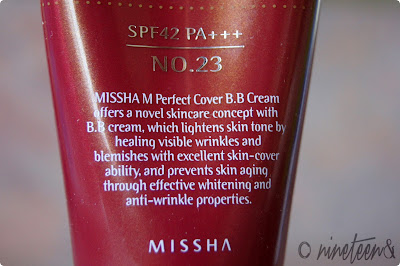 SPF42 PA+++
NO.23
MISSHA M Perfect Cover B.B Cream
offers a novel skincare concept with
B.B cream, which lightens skin tone by
healing visible wrinkles and
blemishes with excellent skin-cover
ability, and prevents skin aging
through effective whitening and
anti-wrinkle properties.
MISSHA
© nineteen&